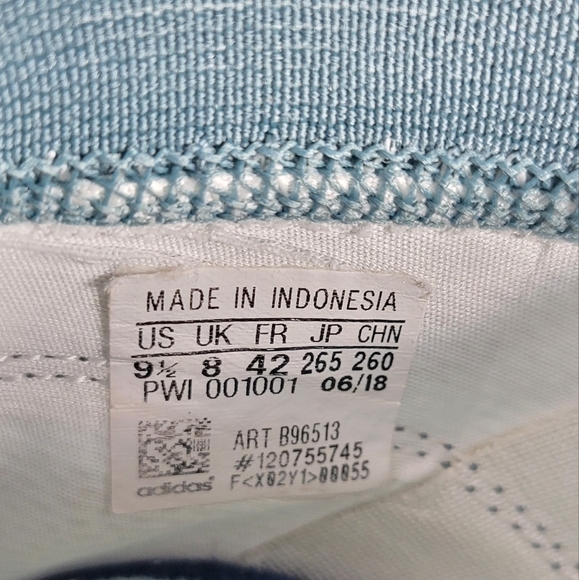 MADE IN INDONESIA
US UK FR JP CHN
9½ 8 42 265 260
PWI 001001 06/18
ART B96513
#120755745
F<X02Y1>00055
adidas